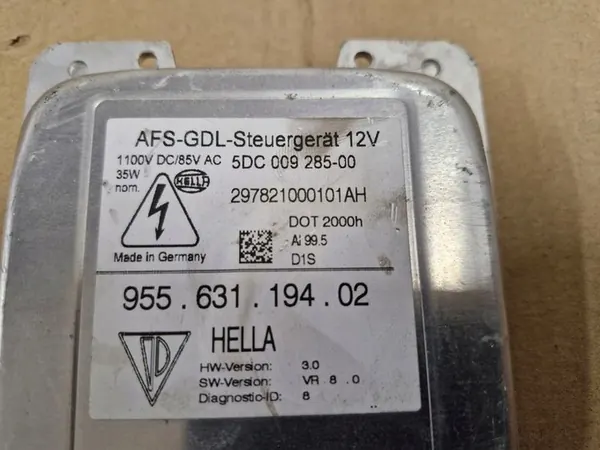 AFS-GDL-Steuergerät 12V
1100V DC/85V AC 5DC 009 285-00
35W
nom.
HELLA
297821000101AH
DOT 2000h
Ai 99.5
D1S
Made in Germany
955.631.194.02
HELLA
HW-Version: 3.0
SW-Version: VR.8.0
Diagnostic-ID: 8